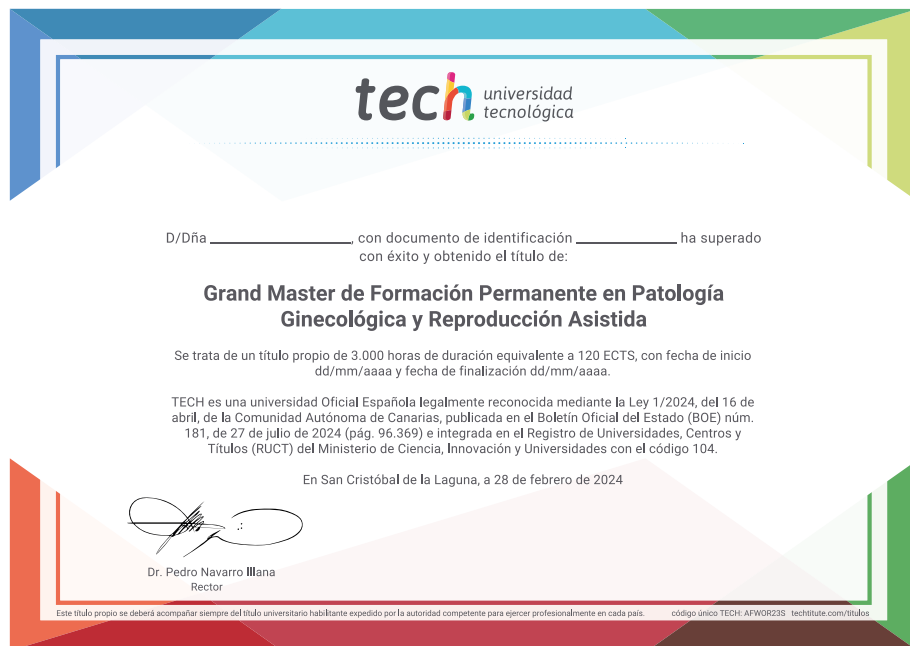 tech universidad
tecnológica
D/Dña ____________________, con documento de identificación ______________ ha superado
con éxito y obtenido el título de:
Grand Master de Formación Permanente en Patología
Ginecológica y Reproducción Asistida
Se trata de un título propio de 3.000 horas de duración equivalente a 120 ECTS, con fecha de inicio
dd/mm/aaaa y fecha de finalización dd/mm/aaaa.
TECH es una universidad Oficial Española legalmente reconocida mediante la Ley 1/2024, del 16 de
abril, de la Comunidad Autónoma de Canarias, publicada en el Boletín Oficial del Estado (BOE) núm.
181, de 27 de julio de 2024 (pág. 96.369) e integrada en el Registro de Universidades, Centros y
Títulos (RUCT) del Ministerio de Ciencia, Innovación y Universidades con el código 104.
En San Cristóbal de la Laguna, a 28 de febrero de 2024
Dr. Pedro Navarro Illana
Rector
Este título propio se deberá acompañar siempre del título universitario habilitante expedido por la autoridad competente para ejercer profesionalmente en cada país. código único TECH: AFWOR23S techtitute.com/titulos